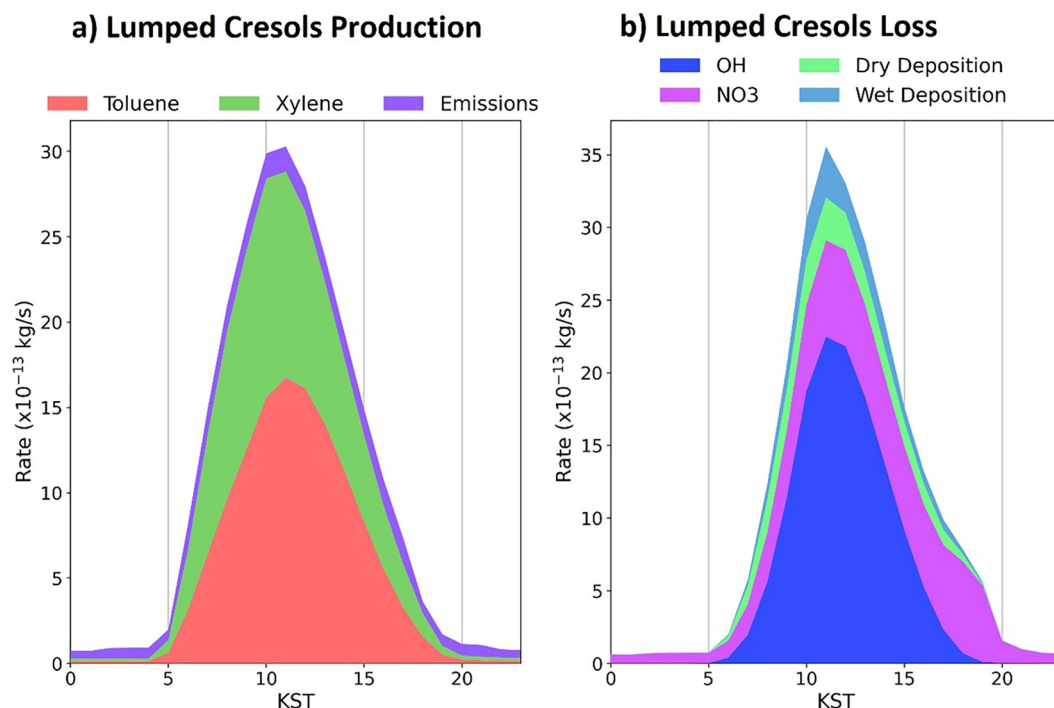 a) Lumped Cresols Production
Toluene Xylene Emissions
30
25
20
15
10
5
0
Rate (x10⁻¹³ kg/s)
0 5 10 15 20
KST
b) Lumped Cresols Loss
OH Dry Deposition
NO3 Wet Deposition
35
30
25
20
15
10
5
0
Rate (x10⁻¹³ kg/s)
0 5 10 15 20
KST